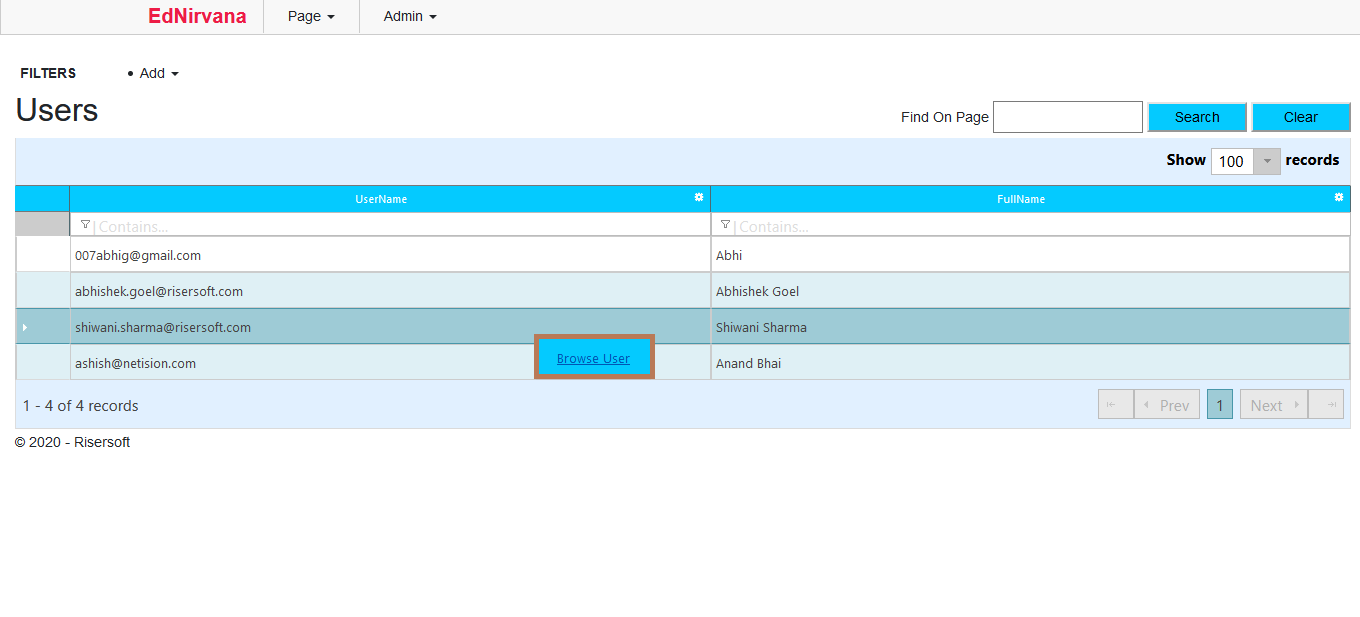 EdNirvana Page Admin
FILTERS • Add
Users
Find On Page Search Clear
Show 100 records
UserName FullName
Contains... Contains...
007abhig@gmail.com Abhi
abhishek.goel@risersoft.com Abhishek Goel
shiwani.sharma@risersoft.com Shiwani Sharma
Browse User
ashish@netision.com Anand Bhai
1 - 4 of 4 records Prev 1 Next
© 2020 - Risersoft